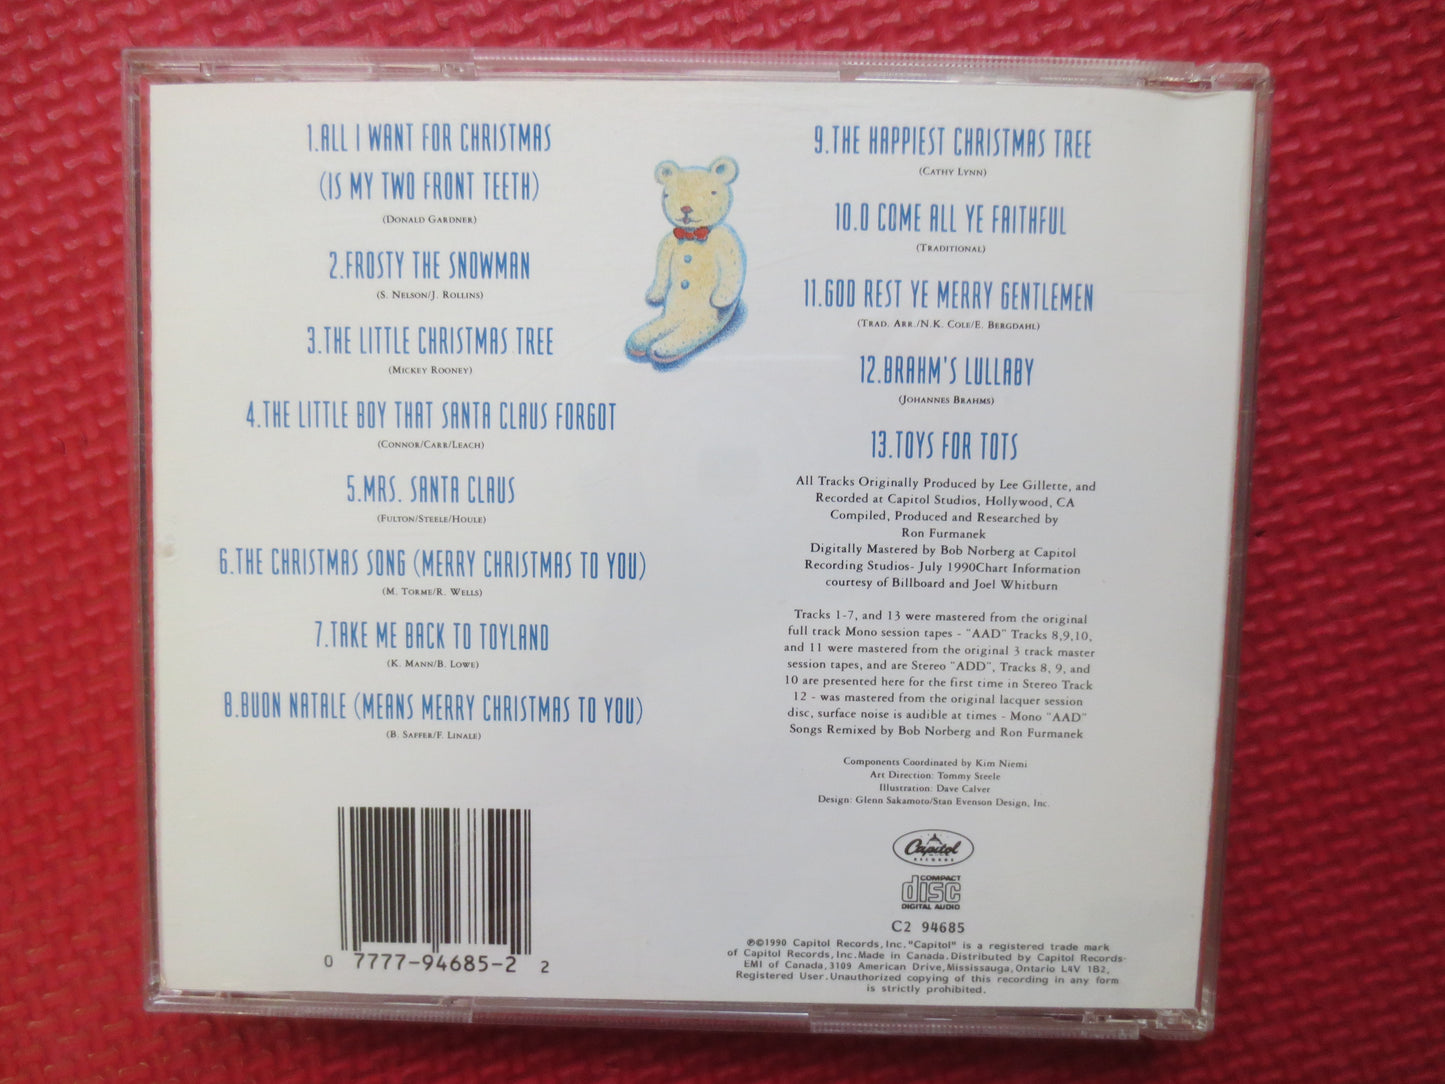 1.ALL I WANT FOR CHRISTMAS
(IS MY TWO FRONT TEETH)
(DONALD GARDNER)
2.FROSTY THE SNOWMAN
(S. NELSON/J. ROLLINS)
3.THE LITTLE CHRISTMAS TREE
(MICKEY ROONEY)
4.THE LITTLE BOY THAT SANTA CLAUS FORGOT
(CONNOR/CARR/LEACH)
5.MRS. SANTA CLAUS
(FULTON/STEELE/HOULE)
6.THE CHRISTMAS SONG (MERRY CHRISTMAS TO YOU)
(M. TORME/R. WELLS)
7.TAKE ME BACK TO TOYLAND
(K. MANN/B. LOWE)
8.BUON NATALE (MEANS MERRY CHRISTMAS TO YOU)
(B. SAFFER/F. LINALE)
9.THE HAPPIEST CHRISTMAS TREE
(CATHY LYNN)
10.O COME ALL YE FAITHFUL
(TRADITIONAL)
11.GOD REST YE MERRY GENTLEMEN
(TRAD. ARR./N.K. COLE/E. BERGDAHL)
12.BRAHM'S LULLABY
(JOHANNES BRAHMS)
13.TOYS FOR TOTS
All Tracks Originally Produced by Lee Gillette, and
Recorded at Capitol Studios, Hollywood, CA
Compiled, Produced and Researched by
Ron Furmanek
Digitally Mastered by Bob Norberg at Capitol
Recording Studios- July 1990Chart Information
courtesy of Billboard and Joel Whitburn
Tracks 1-7, and 13 were mastered from the original
full track Mono session tapes - "AAD" Tracks 8,9,10,
and 11 were mastered from the original 3 track master
session tapes, and are Stereo "ADD", Tracks 8, 9, and
10 are presented here for the first time in Stereo Track
12 - was mastered from the original lacquer session
disc, surface noise is audible at times - Mono "AAD"
Songs Remixed by Bob Norberg and Ron Furmanek
Components Coordinated by Kim Niemi
Art Direction: Tommy Steele
Illustration: Dave Calver
Design: Glenn Sakamoto/Stan Evenson Design, Inc.
Capitol
RECORDS
COMPACT
disc
DIGITAL AUDIO
C2 94685
℗©1990 Capitol Records, Inc. "Capitol" is a registered trade mark
of Capitol Records, Inc. Made in Canada. Distributed by Capitol Records-
EMI of Canada, 3109 American Drive, Mississauga, Ontario L4V 1B2,
Registered User. Unauthorized copying of this recording in any form
is strictly prohibited.
0 7777-94685-2 2